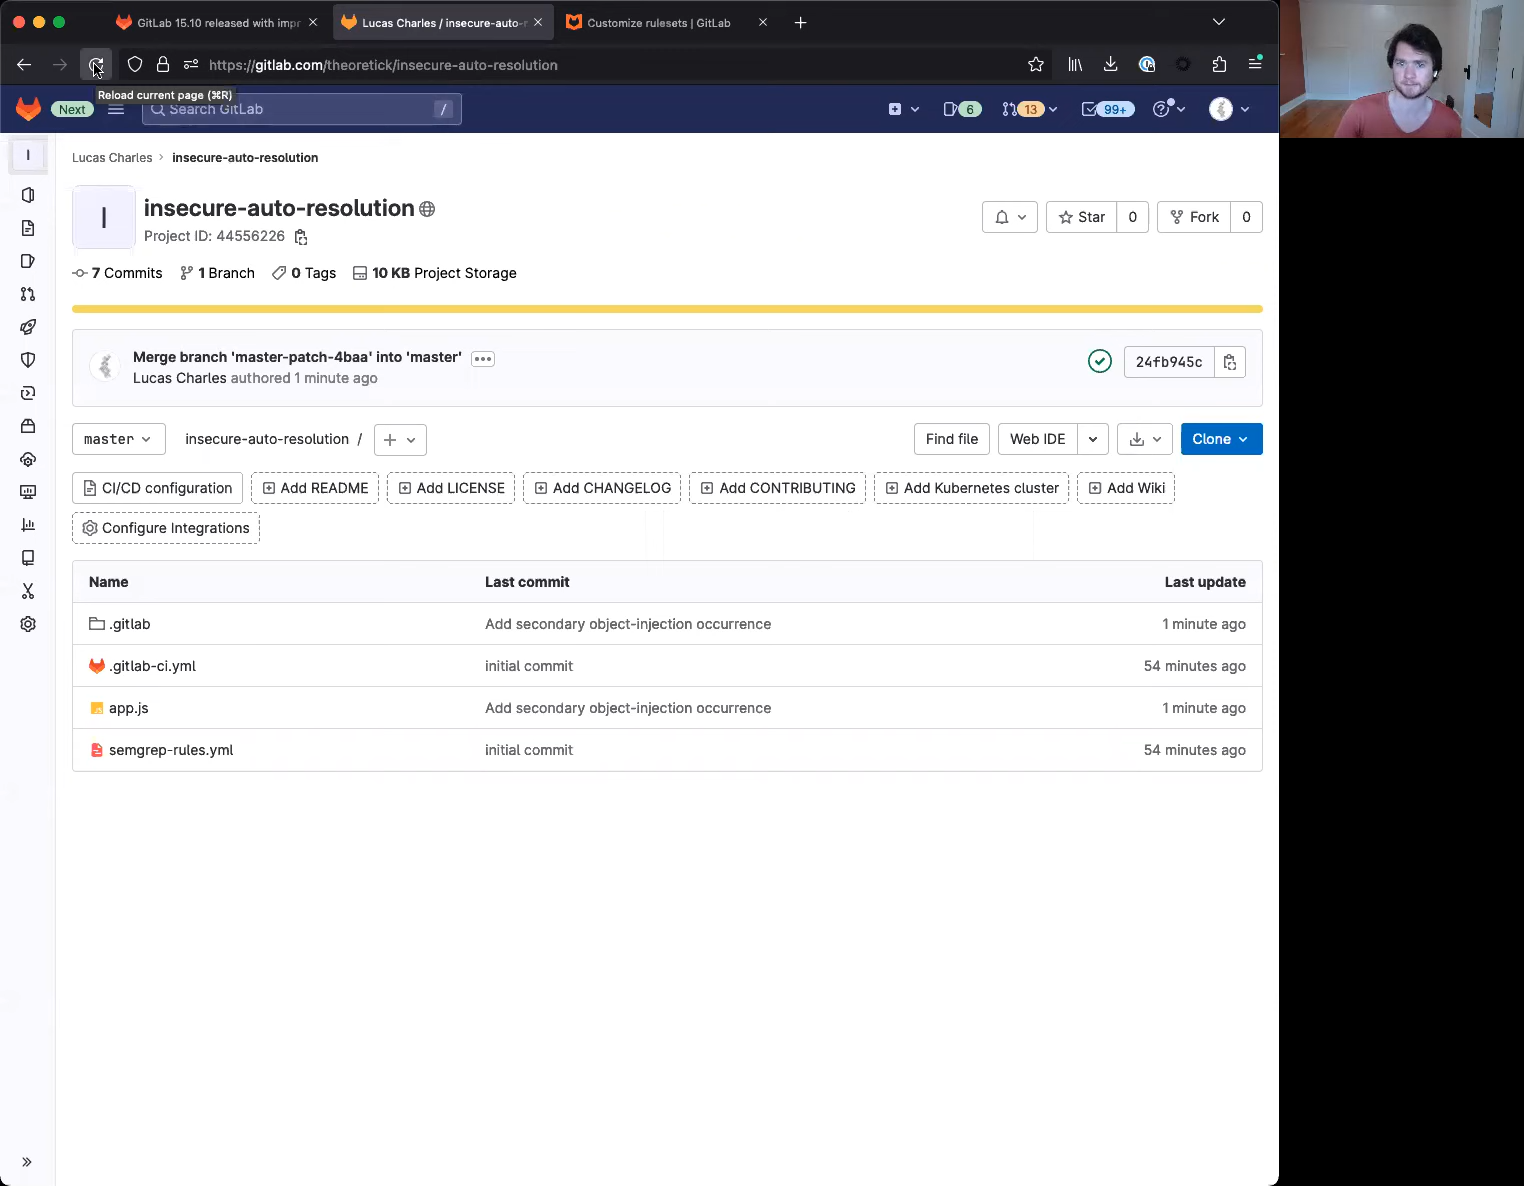 GitLab 15.10 released with impr
Lucas Charles / insecure-auto-r
Customize rulesets | GitLab
https://gitlab.com/theoretick/insecure-auto-resolution
Reload current page (⌘R)
Next
Search GitLab
/
6
13
99+
I
Lucas Charles › insecure-auto-resolution
I
insecure-auto-resolution
Project ID: 44556226
Star 0
Fork 0
7 Commits 1 Branch 0 Tags 10 KB Project Storage
Merge branch 'master-patch-4baa' into 'master'
Lucas Charles authored 1 minute ago
24fb945c
master insecure-auto-resolution / Find file Web IDE Clone
CI/CD configuration Add README Add LICENSE Add CHANGELOG Add CONTRIBUTING Add Kubernetes cluster Add Wiki
Configure Integrations
Name Last commit Last update
.gitlab Add secondary object-injection occurrence 1 minute ago
.gitlab-ci.yml initial commit 54 minutes ago
app.js Add secondary object-injection occurrence 1 minute ago
semgrep-rules.yml initial commit 54 minutes ago